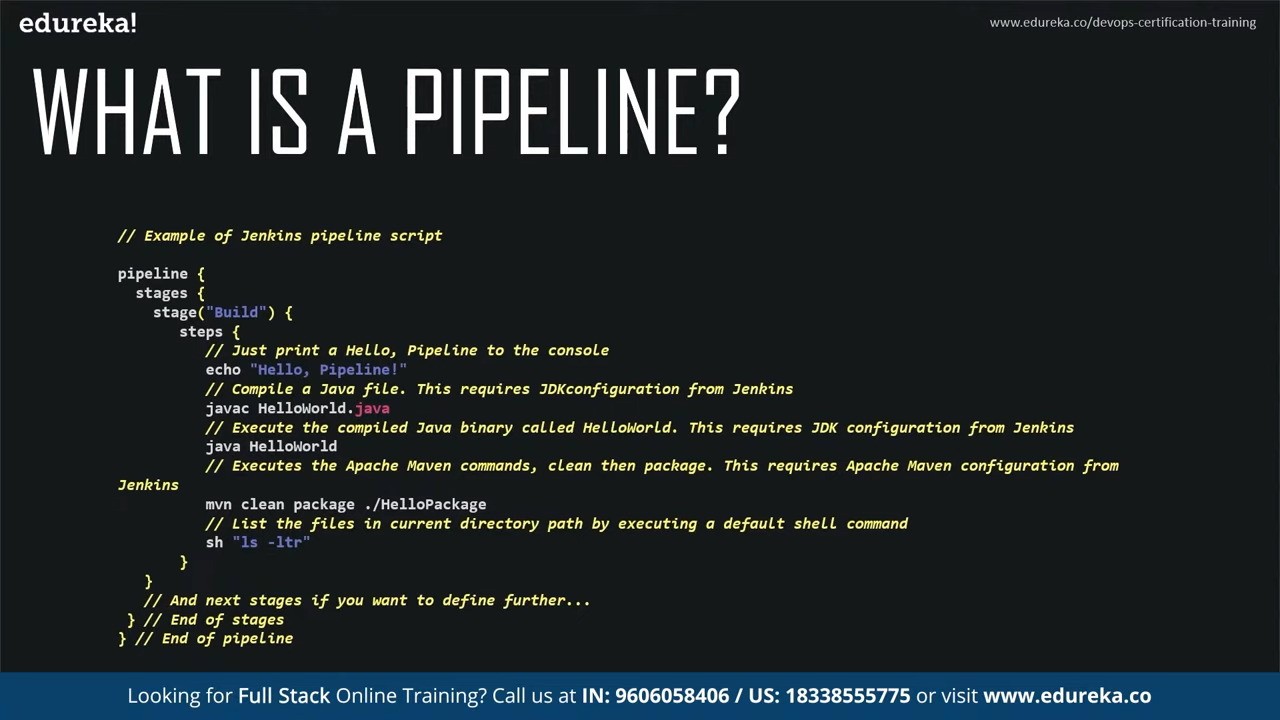 edureka!
www.edureka.co/devops-certification-training
WHAT IS A PIPELINE?
// Example of Jenkins pipeline script
pipeline {
stages {
stage("Build") {
steps {
// Just print a Hello, Pipeline to the console
echo "Hello, Pipeline!"
// Compile a Java file. This requires JDKconfiguration from Jenkins
javac HelloWorld.java
// Execute the compiled Java binary called HelloWorld. This requires JDK configuration from Jenkins
java HelloWorld
// Executes the Apache Maven commands, clean then package. This requires Apache Maven configuration from
Jenkins
mvn clean package ./HelloPackage
// List the files in current directory path by executing a default shell command
sh "ls -ltr"
}
}
// And next stages if you want to define further...
} // End of stages
} // End of pipeline
Looking for Full Stack Online Training? Call us at IN: 9606058406 / US: 18338555775 or visit www.edureka.co